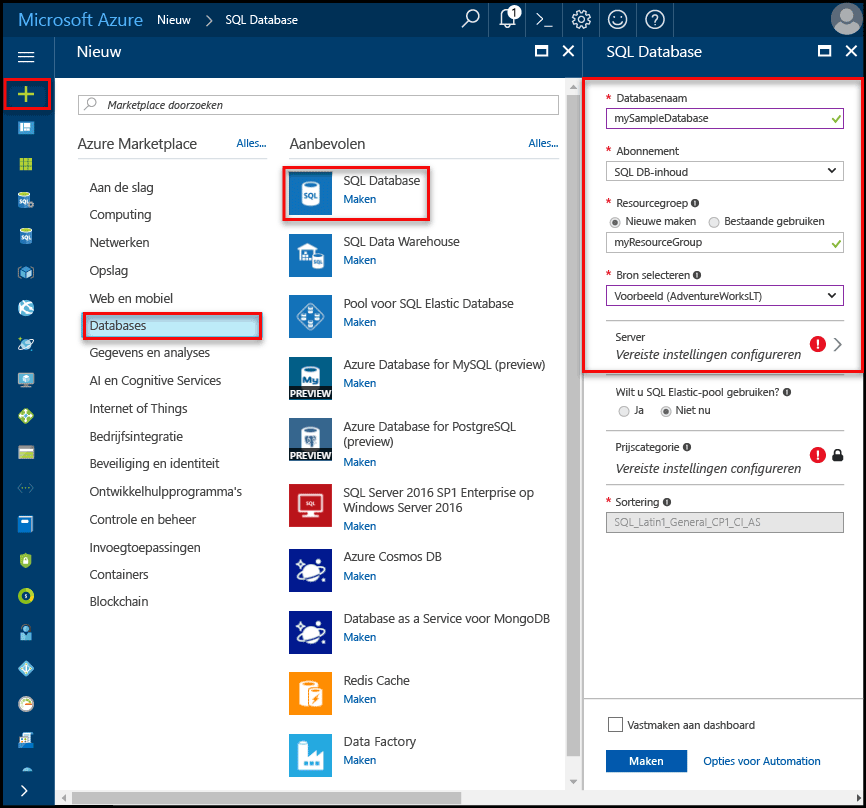 Microsoft Azure Nieuw > SQL Database
1
Nieuw
Marketplace doorzoeken
Azure Marketplace Alles...
Aan de slag
Computing
Netwerken
Opslag
Web en mobiel
Databases
Gegevens en analyses
AI en Cognitive Services
Internet of Things
Bedrijfsintegratie
Beveiliging en identiteit
Ontwikkelhulpprogramma's
Controle en beheer
Invoegtoepassingen
Containers
Blockchain
Aanbevolen Alles...
SQL
SQL Database
Maken
SQL Data Warehouse
Maken
Pool voor SQL Elastic Database
Maken
My
PREVIEW
Azure Database for MySQL (preview)
Maken
PREVIEW
Azure Database for PostgreSQL
(preview)
Maken
SQL
SQL Server 2016 SP1 Enterprise op
Windows Server 2016
Maken
Azure Cosmos DB
Maken
Database as a Service voor MongoDB
Maken
Redis Cache
Maken
Data Factory
Maken
SQL Database
* Databasenaam
mySampleDatabase
* Abonnement
SQL DB-inhoud
* Resourcegroep
Nieuwe maken Bestaande gebruiken
myResourceGroup
* Bron selecteren
Voorbeeld (AdventureWorksLT)
Server
Vereiste instellingen configureren
Wilt u SQL Elastic-pool gebruiken?
Ja Niet nu
Prijscategorie
Vereiste instellingen configureren
* Sortering
SQL_Latin1_General_CP1_CI_AS
Vastmaken aan dashboard
Maken Opties voor Automation